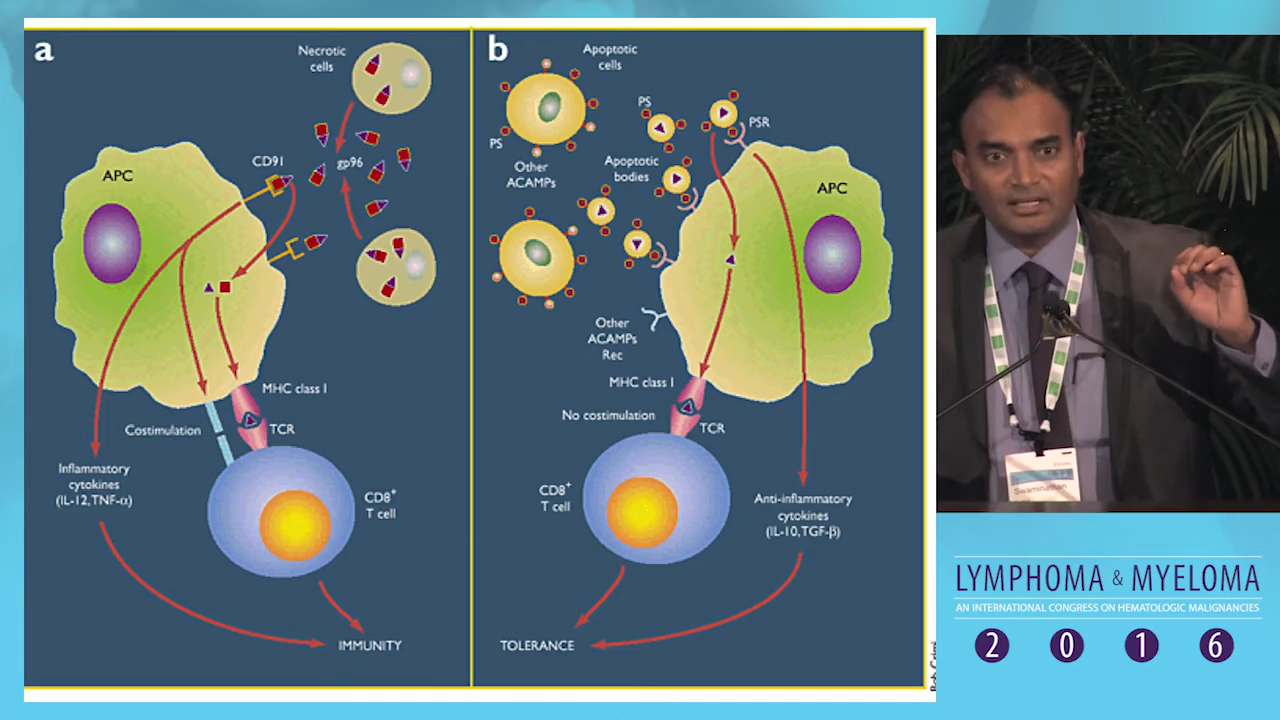 a
Necrotic
cells
CD91
gp96
APC
MHC class I
Costimulation
TCR
Inflammatory
cytokines
(IL-12,TNF-α)
CD8+
T cell
IMMUNITY
b
Apoptotic
cells
PS
PS
PSR
Other
ACAMPs
Apoptotic
bodies
APC
Other
ACAMPs
Rec
MHC class I
No costimulation
TCR
CD8+
T cell
Anti-inflammatory
cytokines
(IL-10,TGF-β)
TOLERANCE
Swaminathan
LYMPHOMA & MYELOMA
AN INTERNATIONAL CONGRESS ON HEMATOLOGIC MALIGNANCIES
2 0 1 6